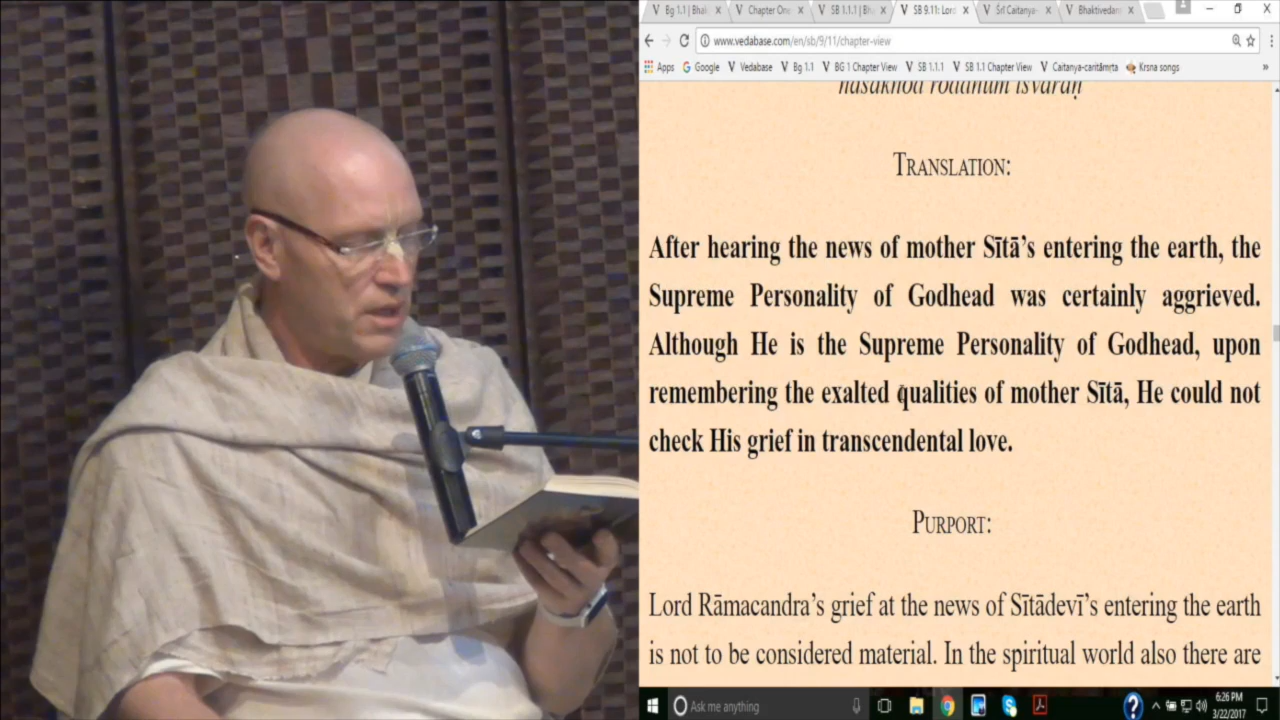 Bg 1.1 | Bhak
Chapter One:
SB 1.1.1 | Bha
SB 9.11: Lord
Śrī Caitanya-
Bhaktivedan
www.vedabase.com/en/sb/9/11/chapter-view
Apps Google Vedabase Bg 1.1 BG 1 Chapter View SB 1.1.1 SB 1.1 Chapter View Caitanya-caritāmṛta Krsna songs »
nāśaknod roddhum īśvaraḥ
TRANSLATION:
After hearing the news of mother Sītā’s entering the earth, the
Supreme Personality of Godhead was certainly aggrieved.
Although He is the Supreme Personality of Godhead, upon
remembering the exalted qualities of mother Sītā, He could not
check His grief in transcendental love.
PURPORT:
Lord Rāmacandra’s grief at the news of Sītādevī’s entering the earth
is not to be considered material. In the spiritual world also there are
Ask me anything
6:26 PM
3/22/2017